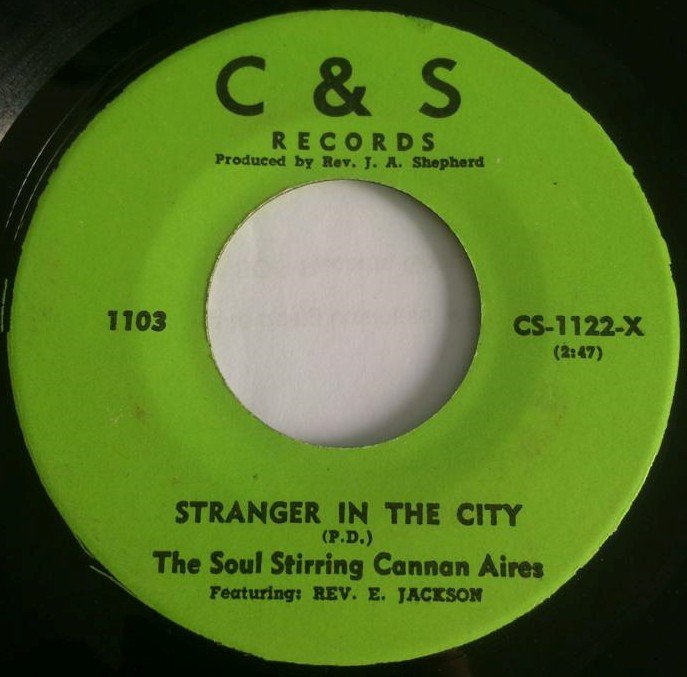 C & S
RECORDS
Produced by Rev. J. A. Shepherd
1103
CS-1122-X
(2:47)
STRANGER IN THE CITY
(P.D.)
The Soul Stirring Cannan Aires
Featuring: REV. E. JACKSON